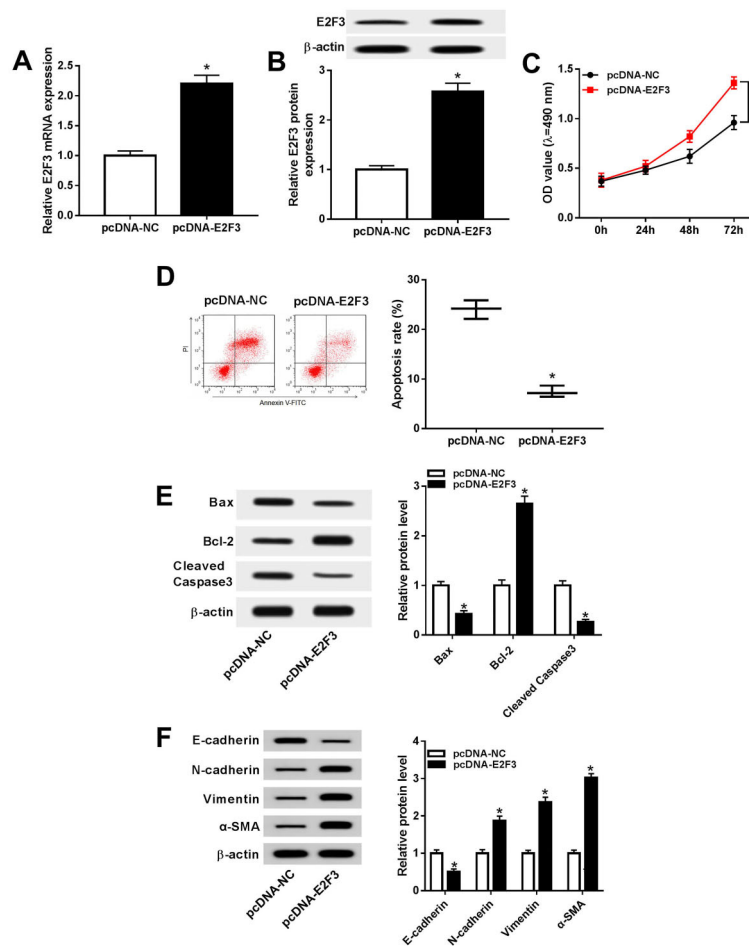 A
Relative E2F3 mRNA expression
2.5
2.0
1.5
1.0
0.5
0.0
*
pcDNA-NC
pcDNA-E2F3
B
E2F3
β-actin
Relative E2F3 protein
expression
3
2
1
0
*
pcDNA-NC
pcDNA-E2F3
C
pcDNA-NC
pcDNA-E2F3
OD value (λ=490 nm)
1.5
1.0
0.5
0.0
0h
24h
48h
72h
D
pcDNA-NC
pcDNA-E2F3
PI
Annexin V-FITC
Apoptosis rate (%)
30
20
10
0
*
pcDNA-NC
pcDNA-E2F3
E
Bax
Bcl-2
Cleaved
Caspase3
β-actin
pcDNA-NC
pcDNA-E2F3
pcDNA-NC
pcDNA-E2F3
Relative protein level
3
2
1
0
*
*
*
Bax
Bcl-2
Cleaved Caspase3
F
E-cadherin
N-cadherin
Vimentin
α-SMA
β-actin
pcDNA-NC
pcDNA-E2F3
pcDNA-NC
pcDNA-E2F3
Relative protein level
4
3
2
1
0
*
*
*
*
E-cadherin
N-cadherin
Vimentin
α-SMA